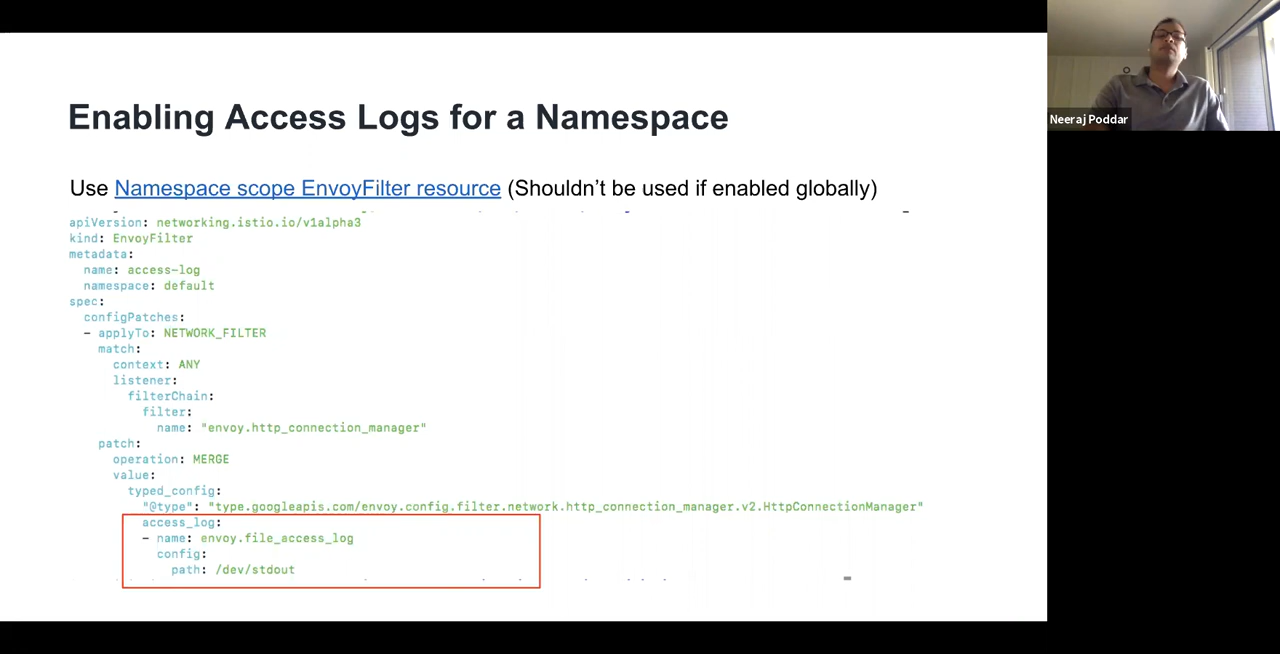 Enabling Access Logs for a Namespace
Use Namespace scope EnvoyFilter resource (Shouldn't be used if enabled globally)
apiVersion: networking.istio.io/v1alpha3
kind: EnvoyFilter
metadata:
  name: access-log
  namespace: default
spec:
  configPatches:
  - applyTo: NETWORK_FILTER
    match:
      context: ANY
      listener:
        filterChain:
          filter:
            name: "envoy.http_connection_manager"
    patch:
      operation: MERGE
      value:
        typed_config:
          "@type": "type.googleapis.com/envoy.config.filter.network.http_connection_manager.v2.HttpConnectionManager"
          access_log:
          - name: envoy.file_access_log
            config:
              path: /dev/stdout
Neeraj Poddar